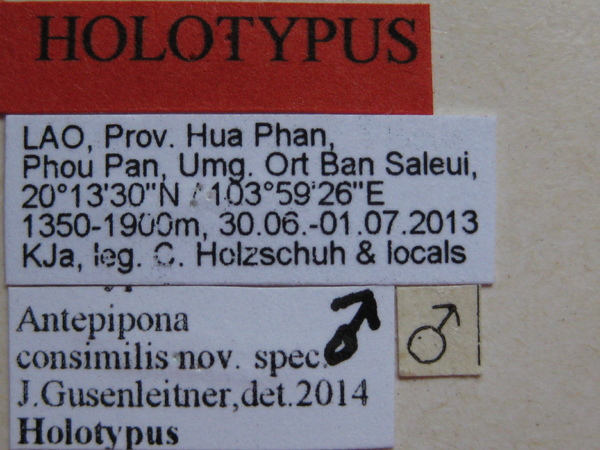 HOLOTYPUS
LAO, Prov. Hua Phan,
Phou Pan, Umg. Ort Ban Saleui,
20°13'30"N / 103°59'26"E
1350-1900m, 30.06.-01.07.2013
KJa, leg. C. Holzschuh & locals
Antepipona ♂
consimilis nov. spec. ♂
J.Gusenleitner,det.2014
Holotypus